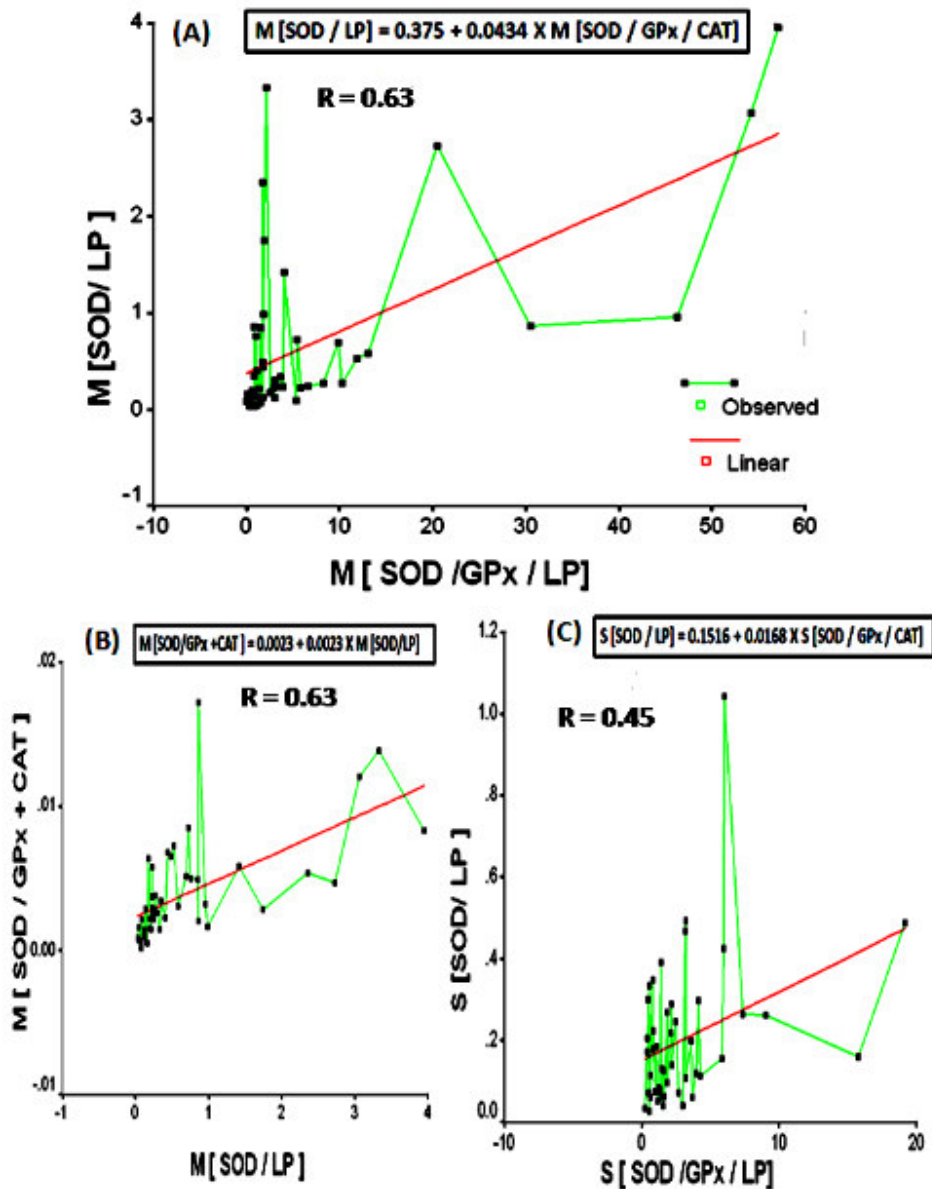 (A)
M [SOD / LP] = 0.375 + 0.0434 X M [SOD / GPx / CAT]
R = 0.63
4
3
2
1
0
-1
M [SOD/ LP ]
-10
0
10
20
30
40
50
60
M [ SOD /GPx / LP]
Observed
Linear
(B)
M [SOD/GPx +CAT] = 0.0023 + 0.0023 X M [SOD/LP]
R = 0.63
.02
.01
0.00
-.01
M [ SOD / GPx + CAT ]
-1
0
1
2
3
4
M [ SOD / LP ]
(C)
S [SOD / LP] = 0.1516 + 0.0168 X S [SOD / GPx / CAT]
R = 0.45
1.2
1.0
.8
.6
.4
.2
0.0
S [SOD/ LP ]
-10
0
10
20
S [ SOD /GPx / LP]